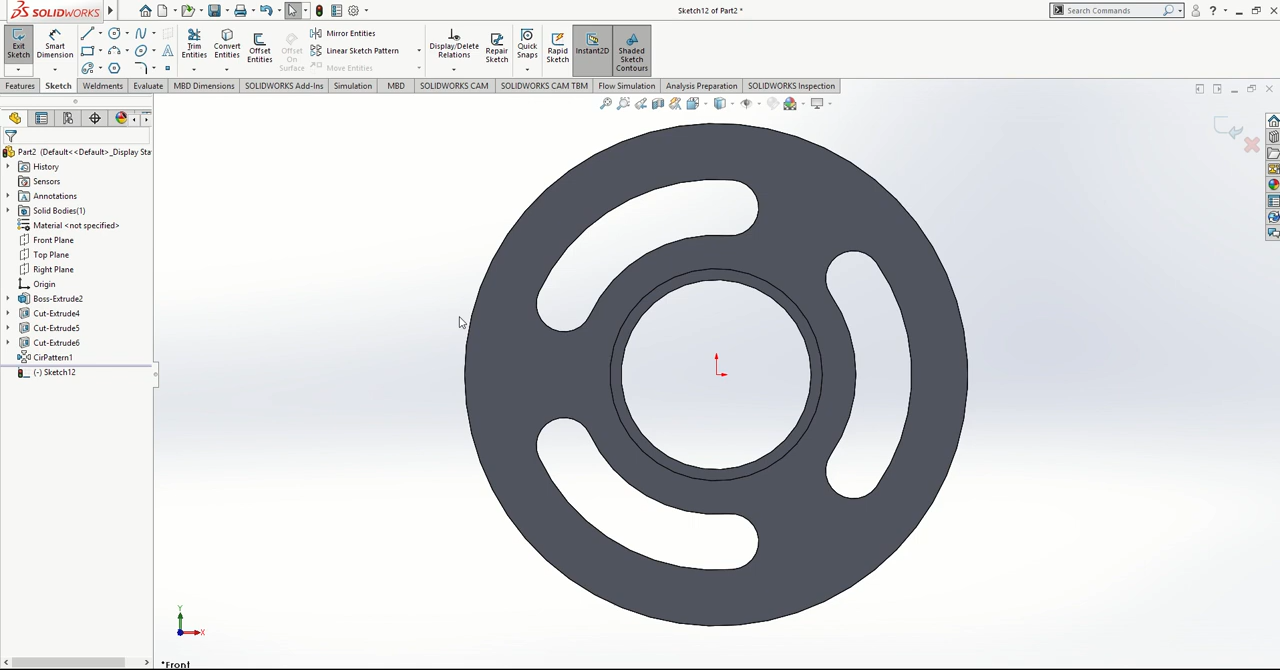 SOLIDWORKS
Sketch12 of Part2 *
Search Commands
Exit Sketch
Smart Dimension
Trim Entities
Convert Entities
Offset Entities
Offset On Surface
Mirror Entities
Linear Sketch Pattern
Move Entities
Display/Delete Relations
Repair Sketch
Quick Snaps
Rapid Sketch
Instant2D
Shaded Sketch Contours
Features
Sketch
Weldments
Evaluate
MBD Dimensions
SOLIDWORKS Add-Ins
Simulation
MBD
SOLIDWORKS CAM
SOLIDWORKS CAM TBM
Flow Simulation
Analysis Preparation
SOLIDWORKS Inspection
Part2 (Default<<Default>_Display Sta
History
Sensors
Annotations
Solid Bodies(1)
Material <not specified>
Front Plane
Top Plane
Right Plane
Origin
Boss-Extrude2
Cut-Extrude4
Cut-Extrude5
Cut-Extrude6
CirPattern1
(-) Sketch12
Y
X
*Front